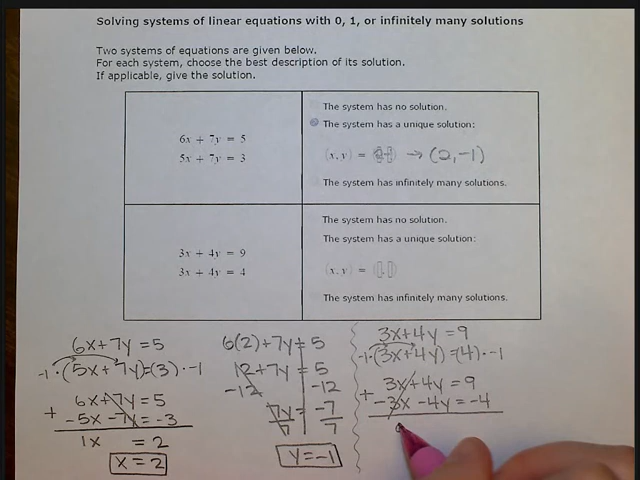 Solving systems of linear equations with 0, 1, or infinitely many solutions
Two systems of equations are given below.
For each system, choose the best description of its solution.
If applicable, give the solution.
6x + 7y = 5
5x + 7y = 3
The system has no solution.
The system has a unique solution:
(x, y) = → (2, -1)
The system has infinitely many solutions.
3x + 4y = 9
3x + 4y = 4
The system has no solution.
The system has a unique solution:
(x, y) = (▯,▯)
The system has infinitely many solutions.
6x+7y=5
-1·(5x+7y)=(3)·-1
6x+7y=5
+ -5x-7y=-3
1x = 2
x=2
6(2)+7y=5
12+7y=5
-12 -12
7y = -7
7 7
y=-1
3x+4y=9
-1·(3x+4y)=(4)·-1
3x+4y=9
+ -3x-4y=-4